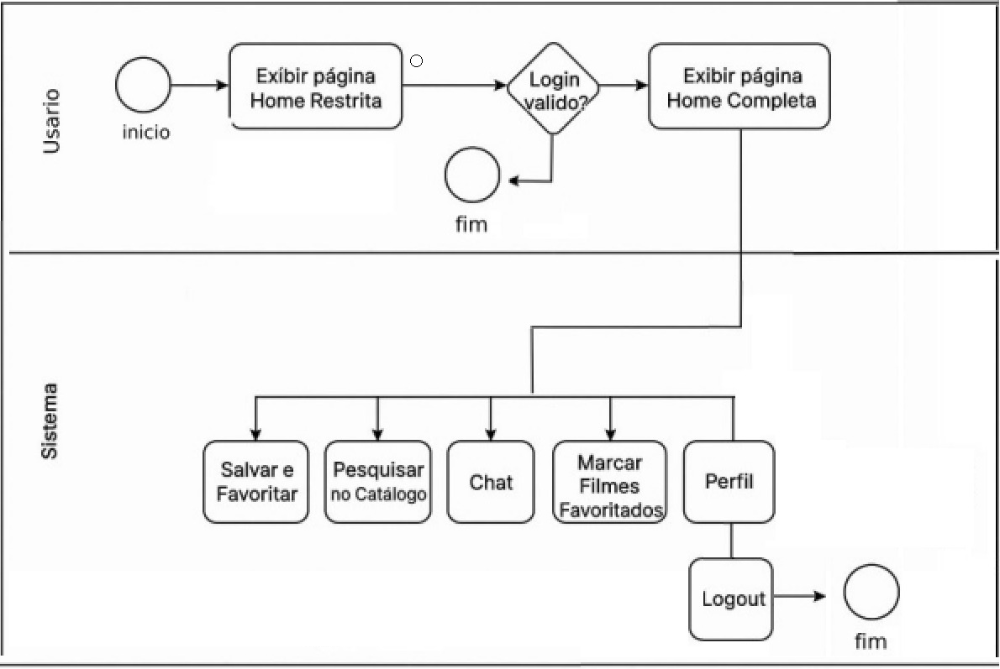 Usario
inicio
Exibir página
Home Restrita
Login
valido?
Exibir página
Home Completa
fim
Sistema
Salvar e
Favoritar
Pesquisar
no Catálogo
Chat
Marcar
Filmes
Favoritados
Perfil
Logout
fim